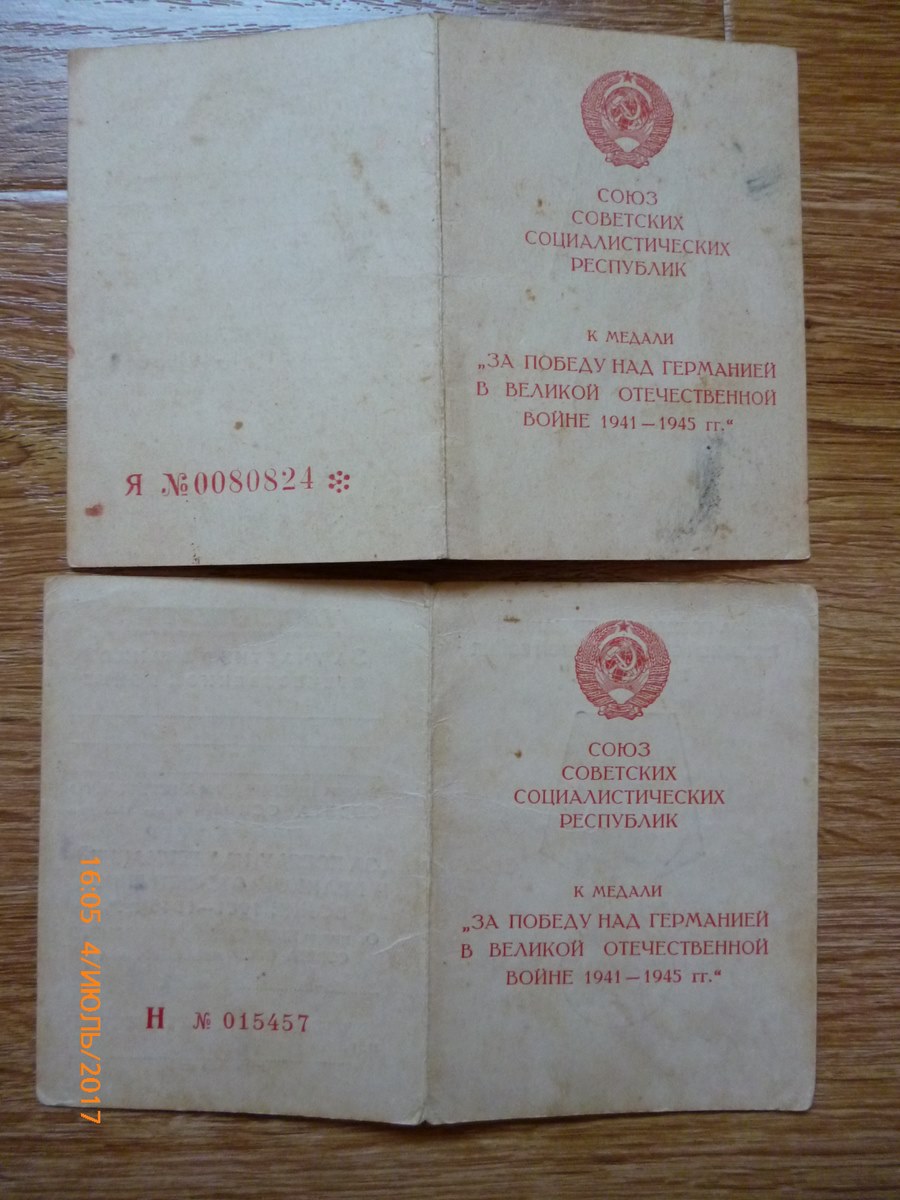 СОЮЗ
СОВЕТСКИХ
СОЦИАЛИСТИЧЕСКИХ
РЕСПУБЛИК
К МЕДАЛИ
„ЗА ПОБЕДУ НАД ГЕРМАНИЕЙ
В ВЕЛИКОЙ ОТЕЧЕСТВЕННОЙ
ВОЙНЕ 1941 — 1945 гг.“
Я №0080824
СОЮЗ
СОВЕТСКИХ
СОЦИАЛИСТИЧЕСКИХ
РЕСПУБЛИК
К МЕДАЛИ
„ЗА ПОБЕДУ НАД ГЕРМАНИЕЙ
В ВЕЛИКОЙ ОТЕЧЕСТВЕННОЙ
ВОЙНЕ 1941 — 1945 гг.“
Н № 015457
16:05 4/ИЮЛЬ/2017